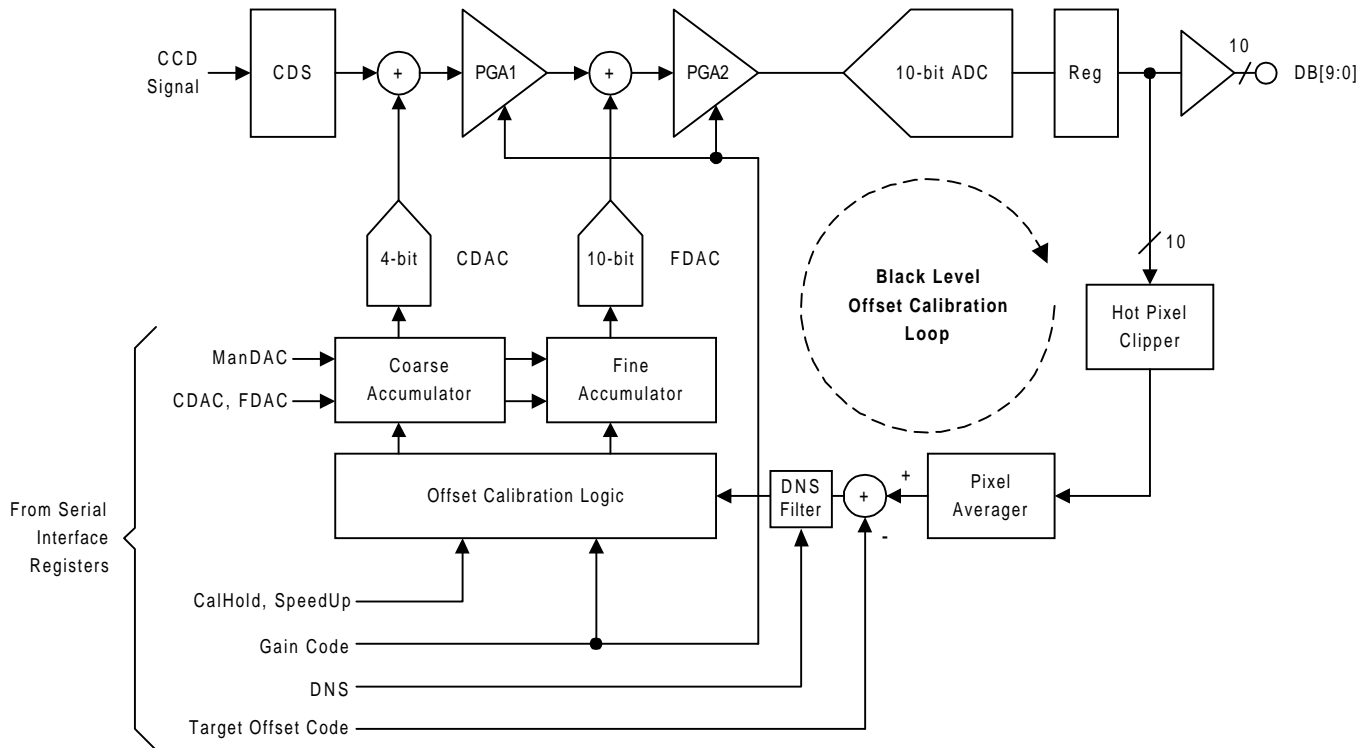 CCD
Signal
CDS
+
PGA1
+
PGA2
10-bit ADC
Reg
10
DB[9:0]
4-bit
CDAC
10-bit
FDAC
10
Black Level
Offset Calibration
Loop
Hot Pixel
Clipper
ManDAC
CDAC, FDAC
Coarse
Accumulator
Fine
Accumulator
Offset Calibration Logic
DNS
Filter
+
+
-
Pixel
Averager
From Serial
Interface
Registers
CalHold, SpeedUp
Gain Code
DNS
Target Offset Code